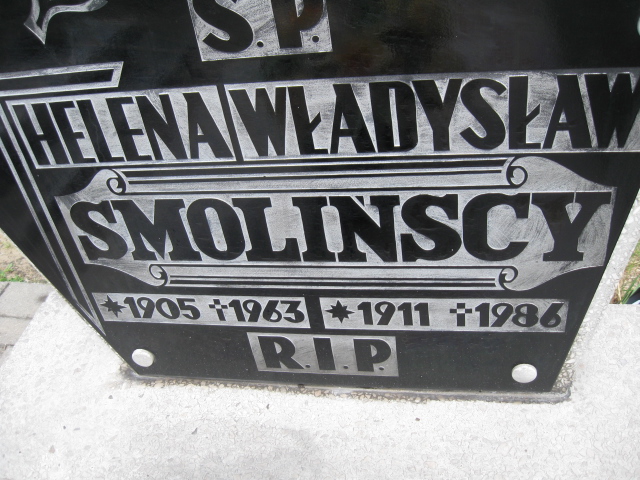 S.P.
HELENA WŁADYSŁAW
SMOLINSCY
*1905 †1963 *1911 †1986
R.I.P.